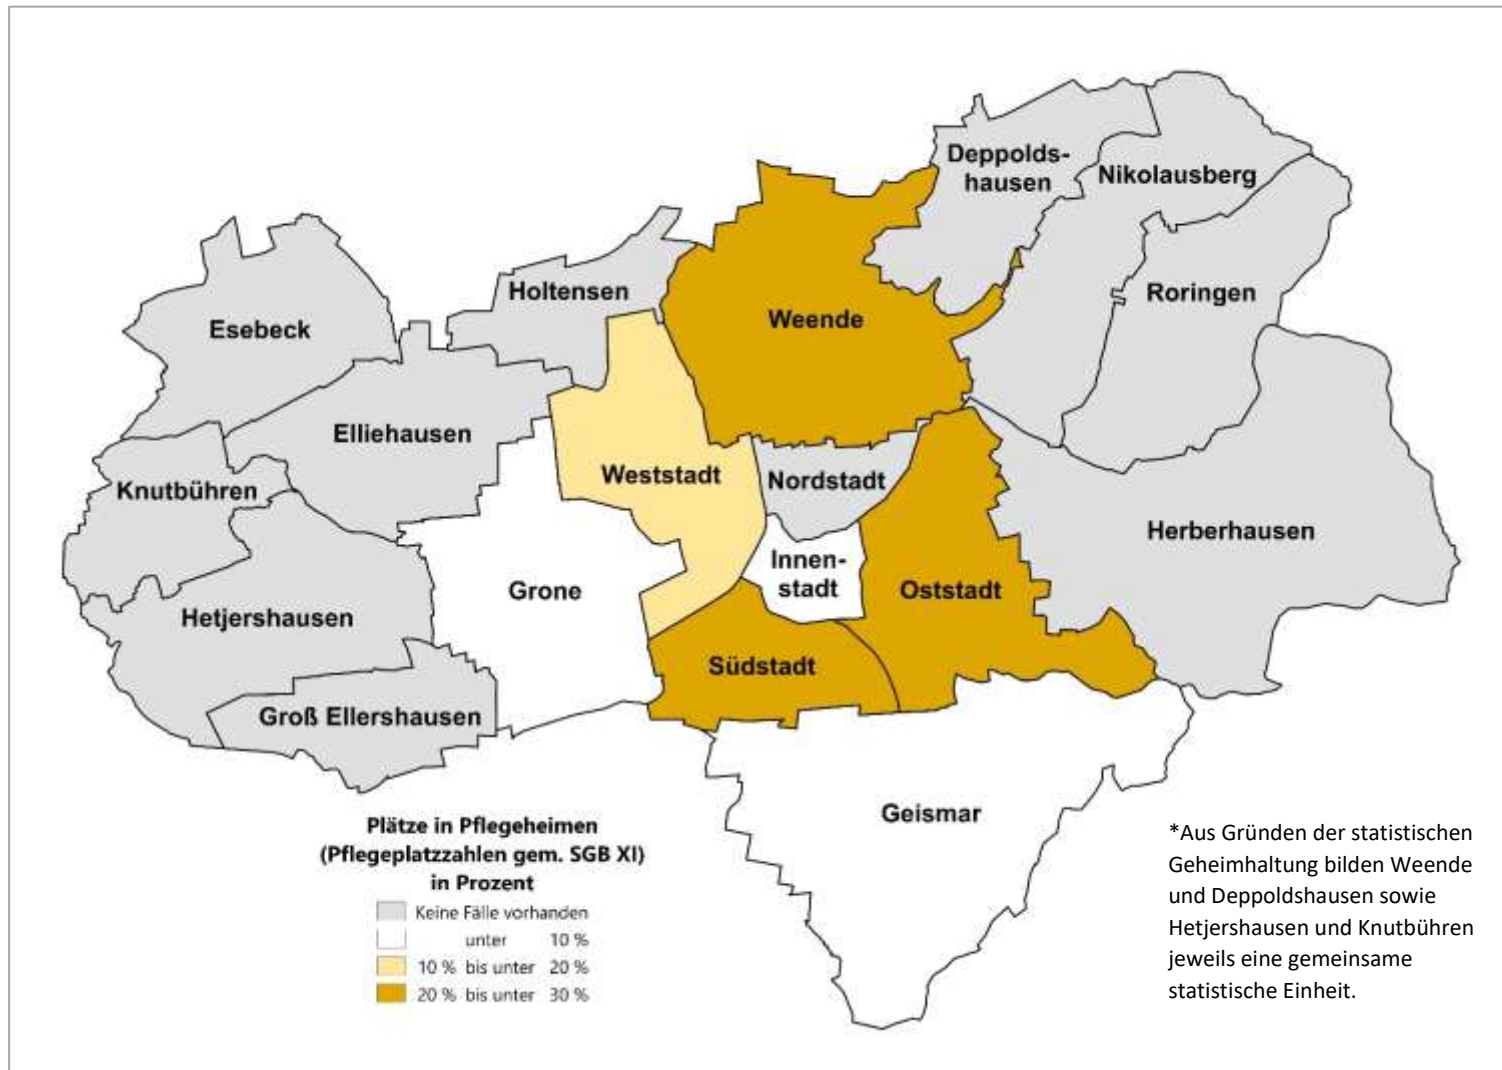 Deppolds-
hausen
Nikolausberg
Holtensen
Roringen
Esebeck
Weende
Elliehausen
Weststadt
Nordstadt
Knutbühren
Herberhausen
Innen-
stadt
Grone
Oststadt
Hetjershausen
Südstadt
Groß Ellershausen
Geismar
Plätze in Pflegeheimen
(Pflegeplatzzahlen gem. SGB XI)
in Prozent
Keine Fälle vorhanden
unter 10 %
10 % bis unter 20 %
20 % bis unter 30 %
*Aus Gründen der statistischen
Geheimhaltung bilden Weende
und Deppoldshausen sowie
Hetjershausen und Knutbühren
jeweils eine gemeinsame
statistische Einheit.